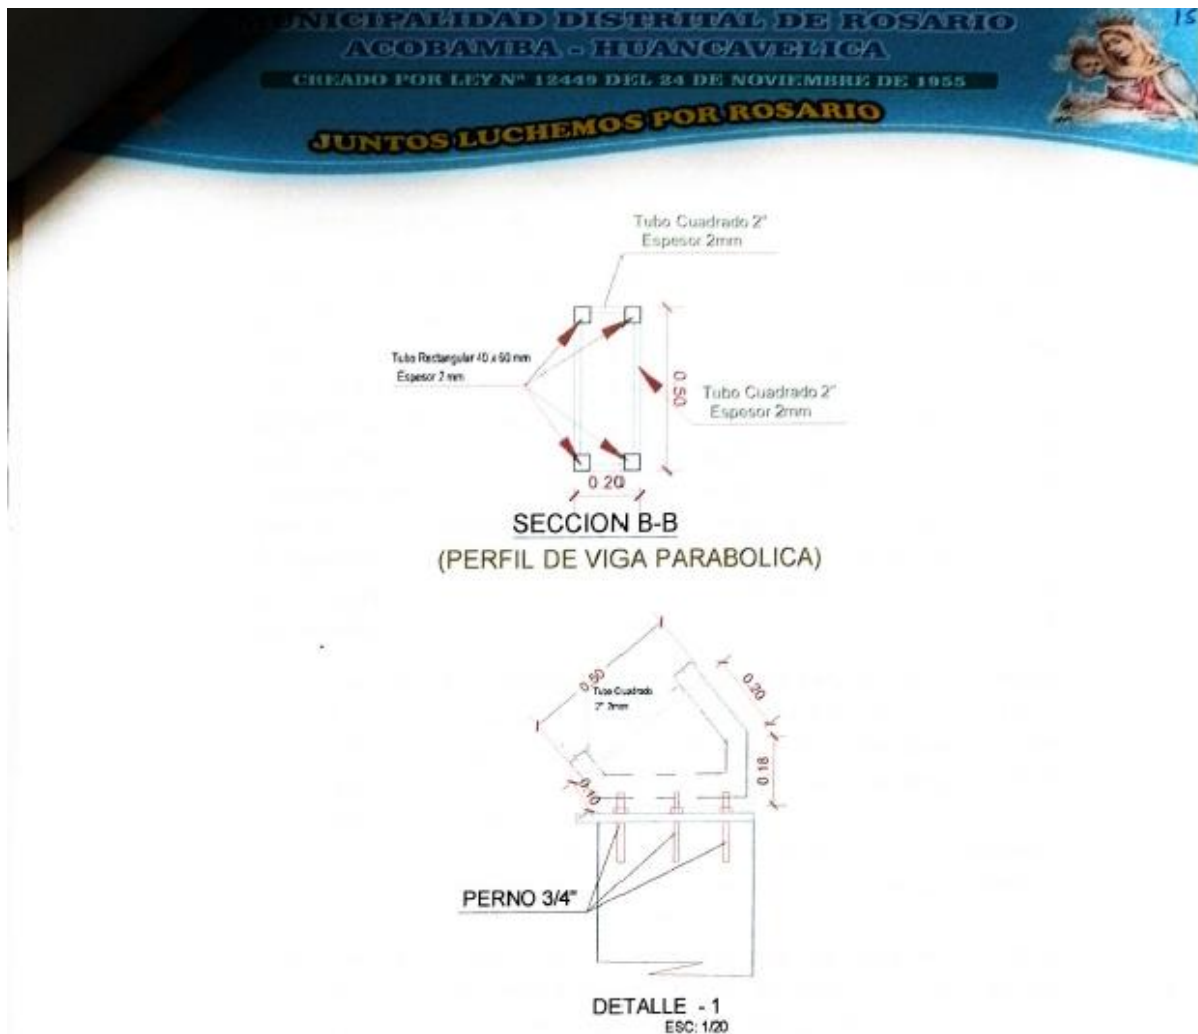 MUNICIPALIDAD DISTRITAL DE ROSARIO
15
ACOBAMBA - HUANCAVELICA
CREADO POR LEY Nº 12449 DEL 24 DE NOVIEMBRE DE 1955
JUNTOS LUCHEMOS POR ROSARIO
Tubo Cuadrado 2"
Espesor 2mm
Tubo Rectangular 40 x 60 mm
Espesor 2 mm
0.50
Tubo Cuadrado 2"
Espesor 2mm
0.20
SECCION B-B
(PERFIL DE VIGA PARABOLICA)
0.50
Tubo Cuadrado
2" 2mm
0.20
0.18
0.10
PERNO 3/4"
DETALLE - 1
ESC: 1/20